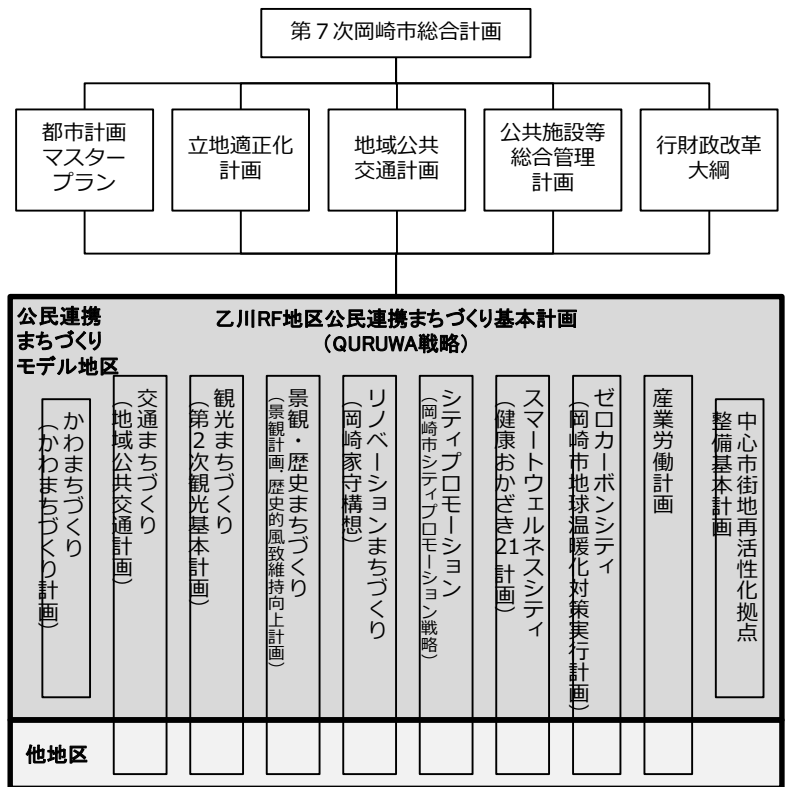 第７次岡崎市総合計画
都市計画
マスター
プラン
立地適正化
計画
地域公共
交通計画
公共施設等
総合管理
計画
行財政改革
大綱
公民連携
まちづくり
モデル地区
乙川RF地区公民連携まちづくり基本計画
（QURUWA戦略）
かわまちづくり
（かわまちづくり計画）
交通まちづくり
（地域公共交通計画）
観光まちづくり
（第２次観光基本計画）
景観・歴史まちづくり
（景観計画・歴史的風致維持向上計画）
リノベーションまちづくり
（岡崎家守構想）
シティプロモーション
（岡崎市シティプロモーション戦略）
スマートウェルネスシティ
（健康おかざき21計画）
ゼロカーボンシティ
（岡崎市地球温暖化対策実行計画）
産業労働計画
中心市街地再活性化拠点
整備基本計画
他地区